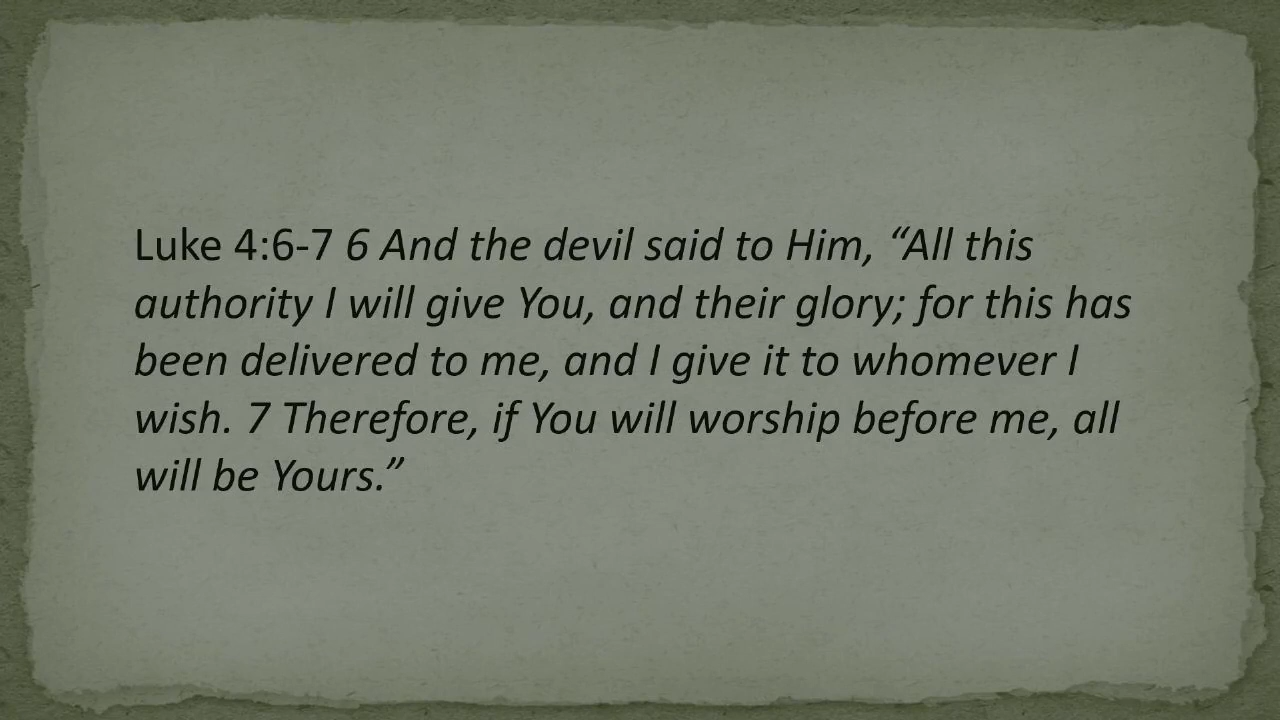 Luke 4:6-7 6 And the devil said to Him, “All this
authority I will give You, and their glory; for this has
been delivered to me, and I give it to whomever I
wish. 7 Therefore, if You will worship before me, all
will be Yours.”